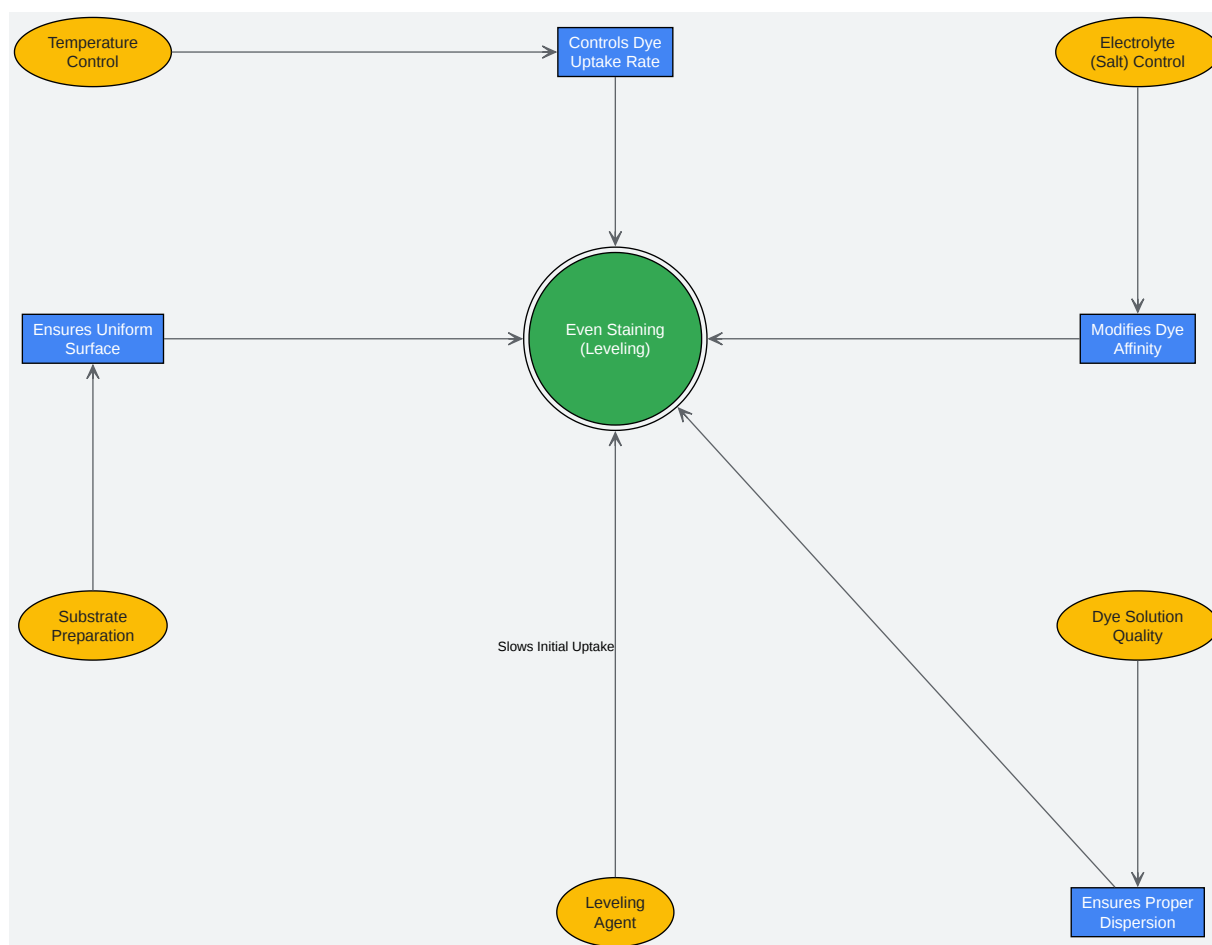 Temperature
Control
Controls Dye
Uptake Rate
Electrolyte
(Salt) Control
Ensures Uniform
Surface
Even Staining
(Leveling)
Modifies Dye
Affinity
Substrate
Preparation
Slows Initial Uptake
Dye Solution
Quality
Leveling
Agent
Ensures Proper
Dispersion